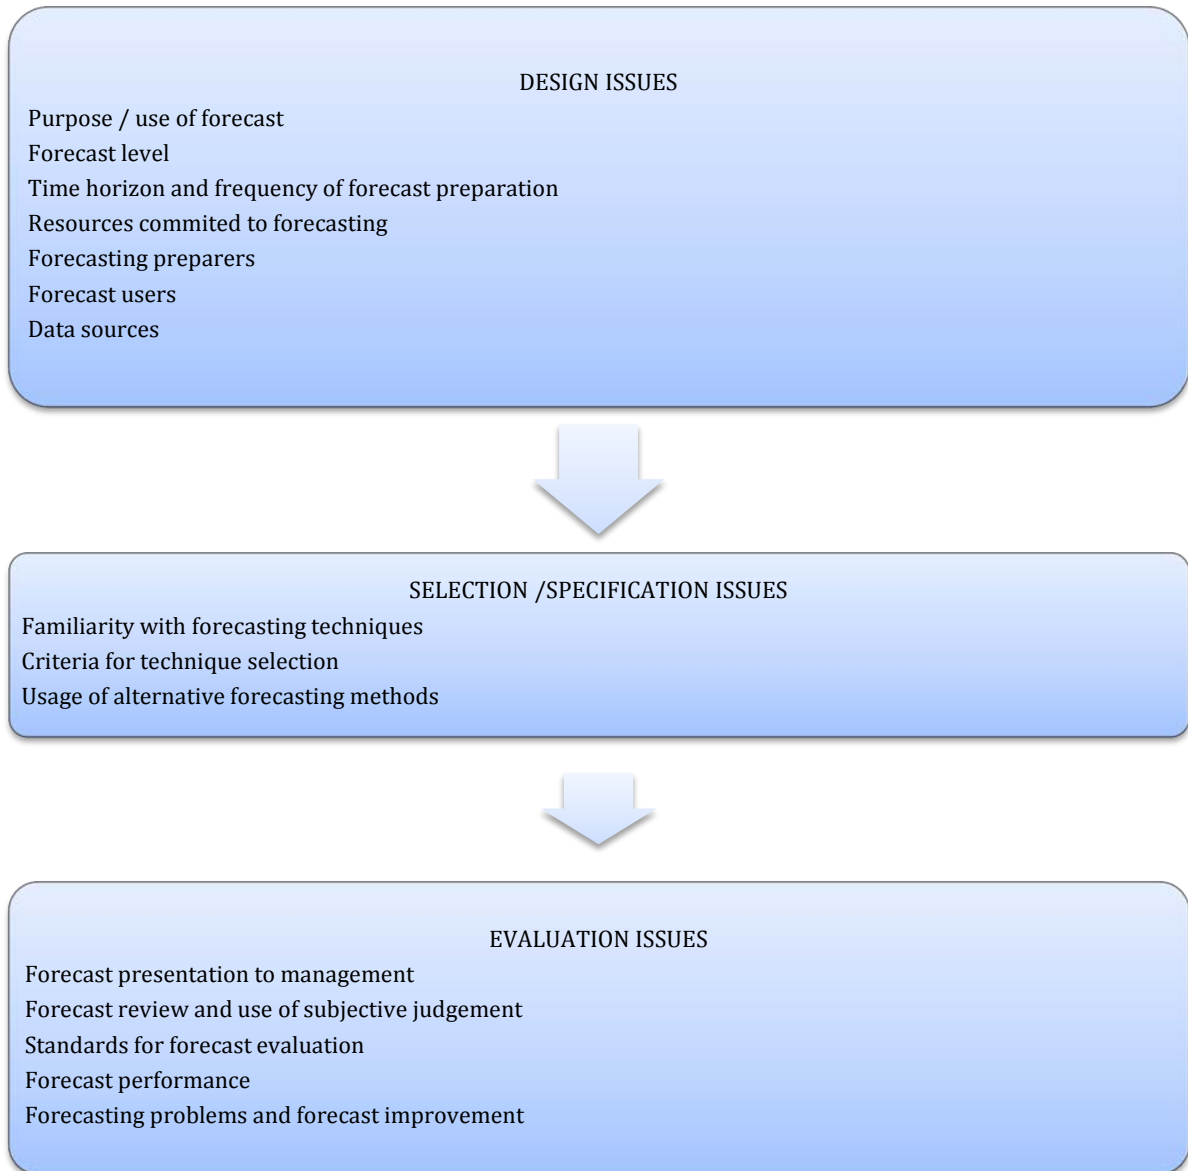 DESIGN ISSUES
Purpose / use of forecast
Forecast level
Time horizon and frequency of forecast preparation
Resources commited to forecasting
Forecasting preparers
Forecast users
Data sources
SELECTION /SPECIFICATION ISSUES
Familiarity with forecasting techniques
Criteria for technique selection
Usage of alternative forecasting methods
EVALUATION ISSUES
Forecast presentation to management
Forecast review and use of subjective judgement
Standards for forecast evaluation
Forecast performance
Forecasting problems and forecast improvement